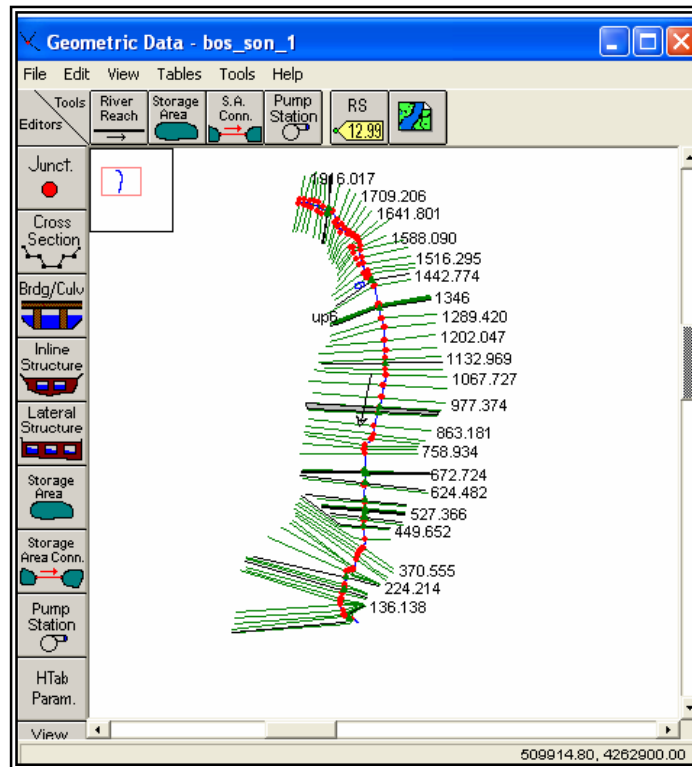 Geometric Data - bos_son_1
File Edit View Tables Tools Help
Tools
Editors
River
Reach
Storage
Area
S.A.
Conn.
Pump
Station
RS
12.99
Junct.
Cross
Section
Brdg/Culv
Inline
Structure
Lateral
Structure
Storage
Area
Storage
Area Conn.
Pump
Station
HTab
Param.
View
1916.017
1709.206
1641.801
1588.090
1516.295
1442.774
1346
1289.420
1202.047
1132.969
1067.727
977.374
863.181
758.934
672.724
624.482
527.366
449.652
370.555
224.214
136.138
509914.80, 4262900.00